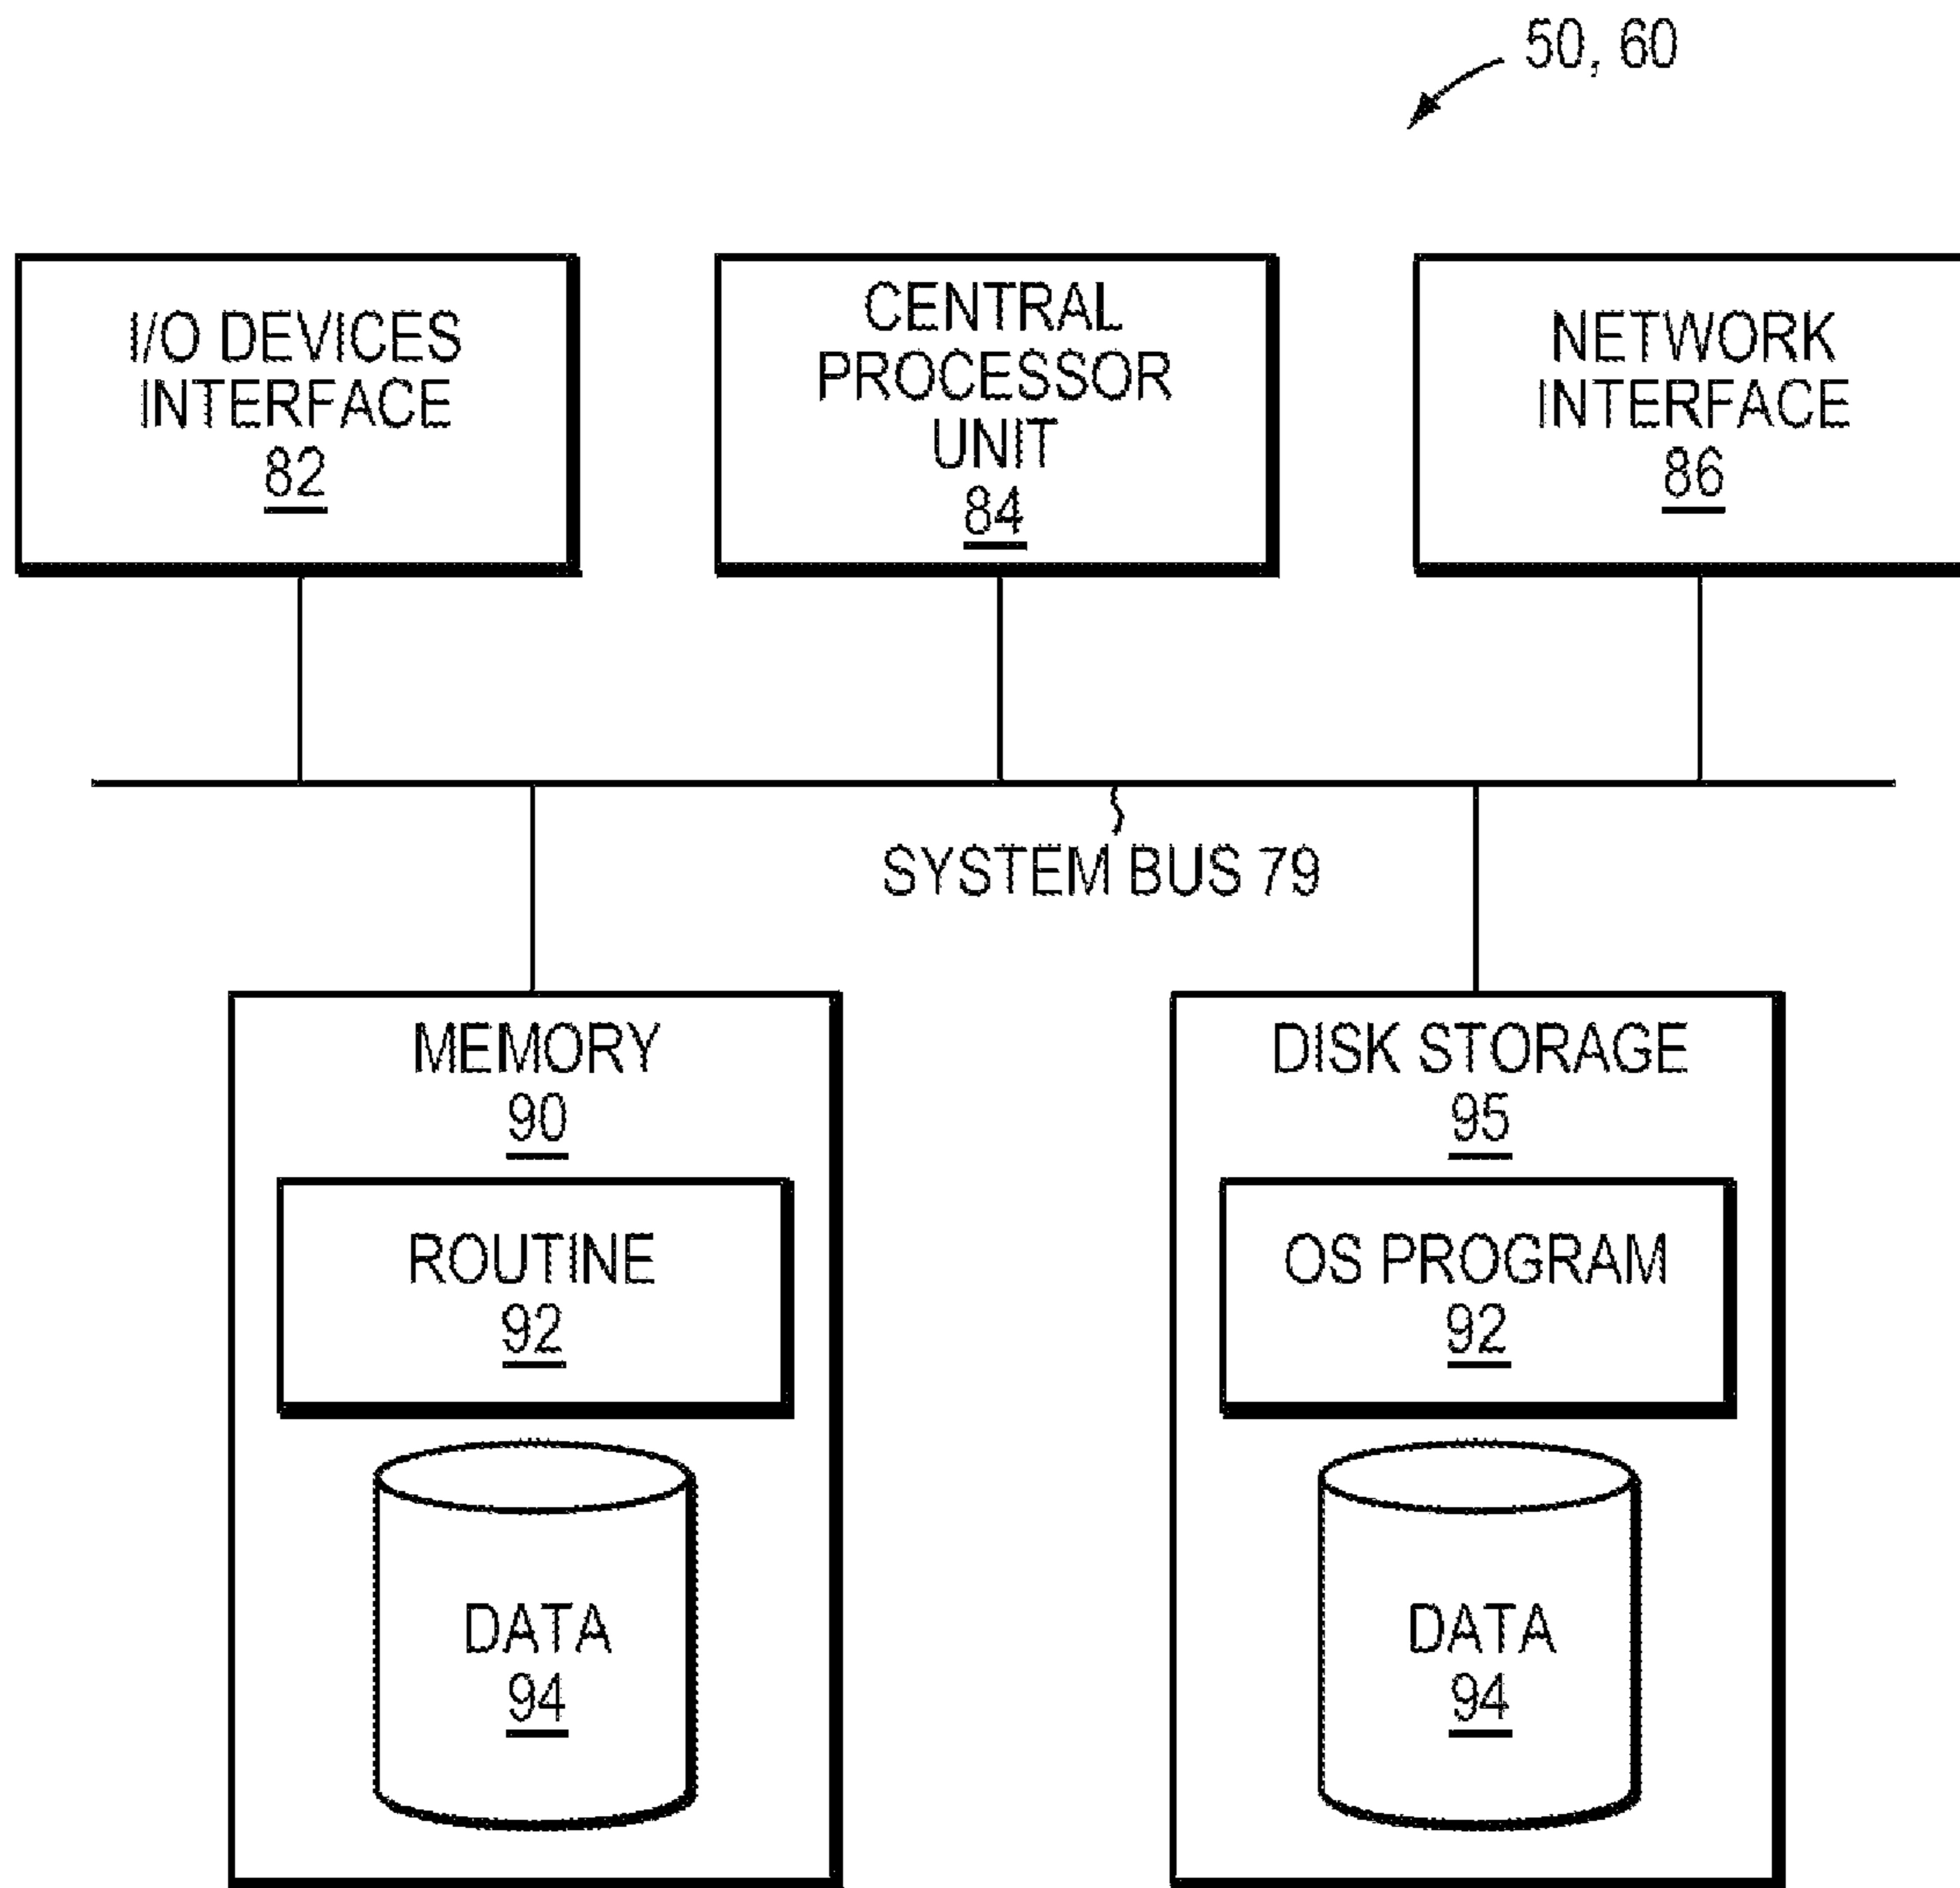 50, 60
I/O DEVICES
INTERFACE
82
CENTRAL
PROCESSOR
UNIT
84
NETWORK
INTERFACE
86
SYSTEM BUS 79
MEMORY
90
ROUTINE
92
DATA
94
DISK STORAGE
95
OS PROGRAM
92
DATA
94